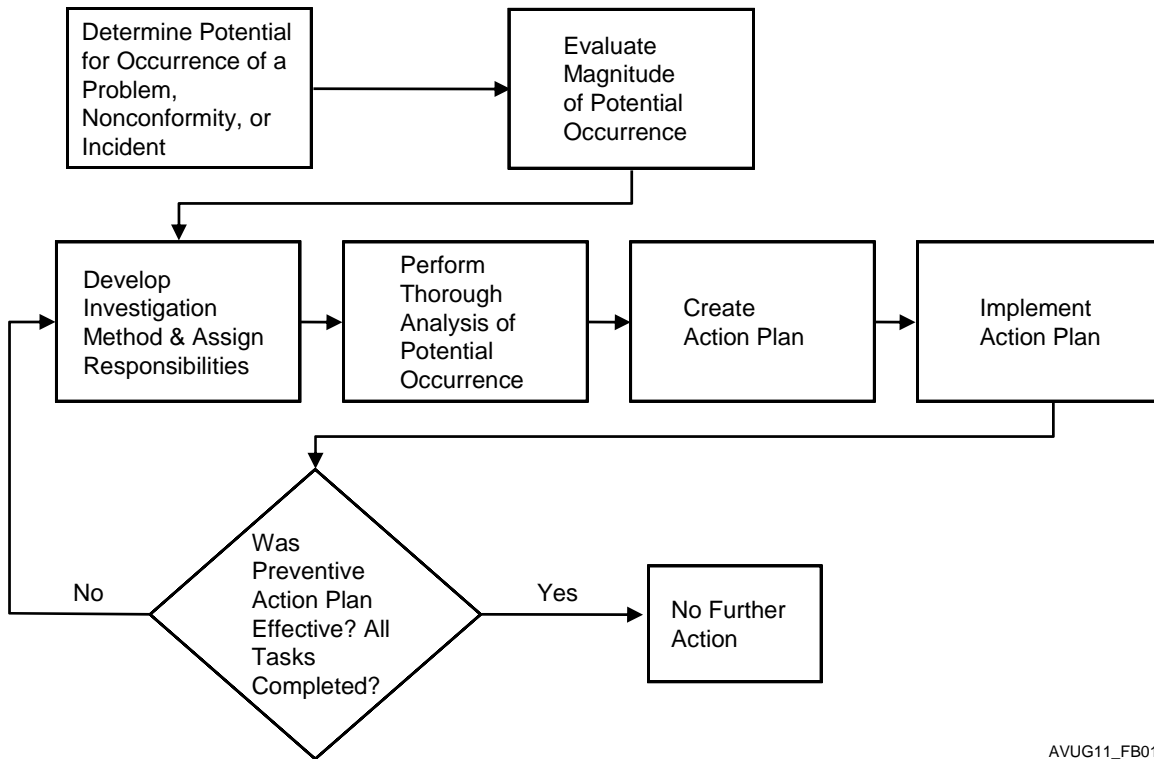 Determine Potential
for Occurrence of a
Problem,
Nonconformity, or
Incident
Evaluate
Magnitude
of Potential
Occurrence
Develop
Investigation
Method & Assign
Responsibilities
Perform
Thorough
Analysis of
Potential
Occurrence
Create
Action Plan
Implement
Action Plan
Was
Preventive
Action Plan
Effective? All
Tasks
Completed?
No
Yes
No Further
Action
AVUG11_FB01